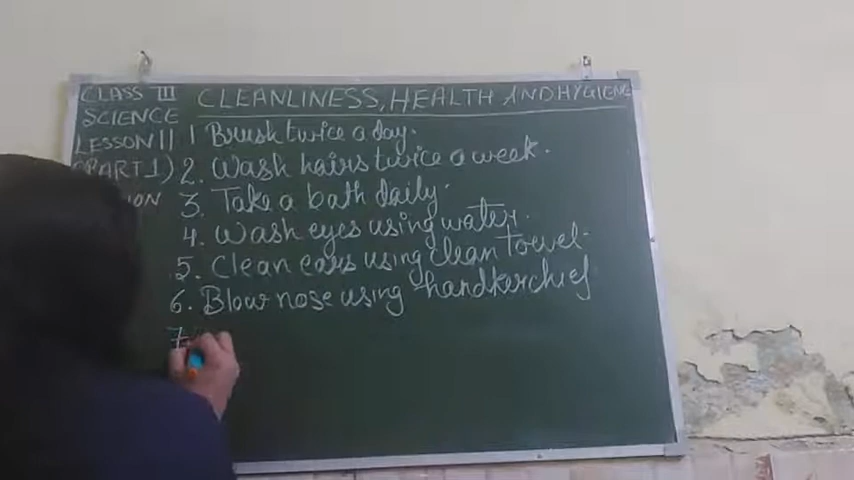 CLASS III
SCIENCE
LESSON 11
(PART 1)
CLEANLINESS, HEALTH AND HYGIENE
1 Brush twice a day.
2. Wash hairs twice a week.
3. Take a bath daily.
4. Wash eyes using water.
5. Clean ears using clean towel.
6. Blow nose using handkerchief
7